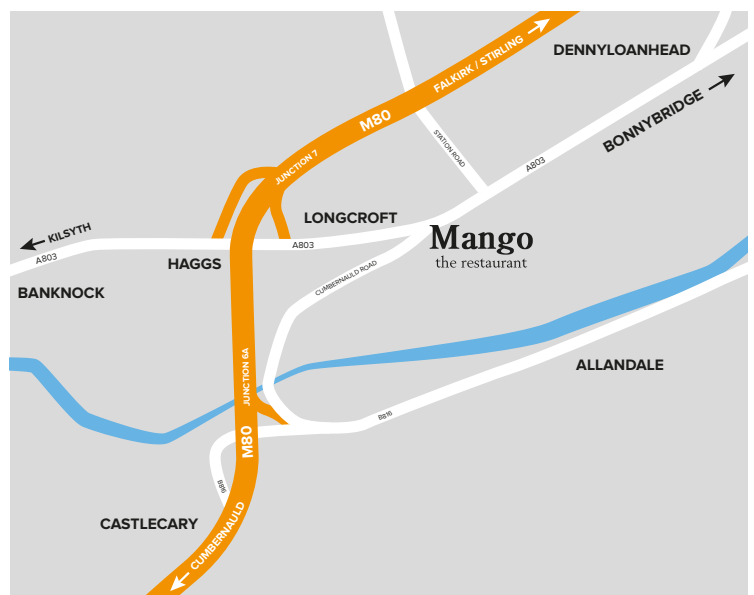 DENNYLOANHEAD
FALKIRK / STIRLING
M80
BONNYBRIDGE
STATION ROAD
JUNCTION 7
A803
LONGCROFT
KILSYTH
A803
A803
Mango
the restaurant
HAGGS
BANKNOCK
CUMBERNAULD ROAD
JUNCTION 6A
ALLANDALE
B816
M80
B816
CASTLECARY
CUMBERNAULD